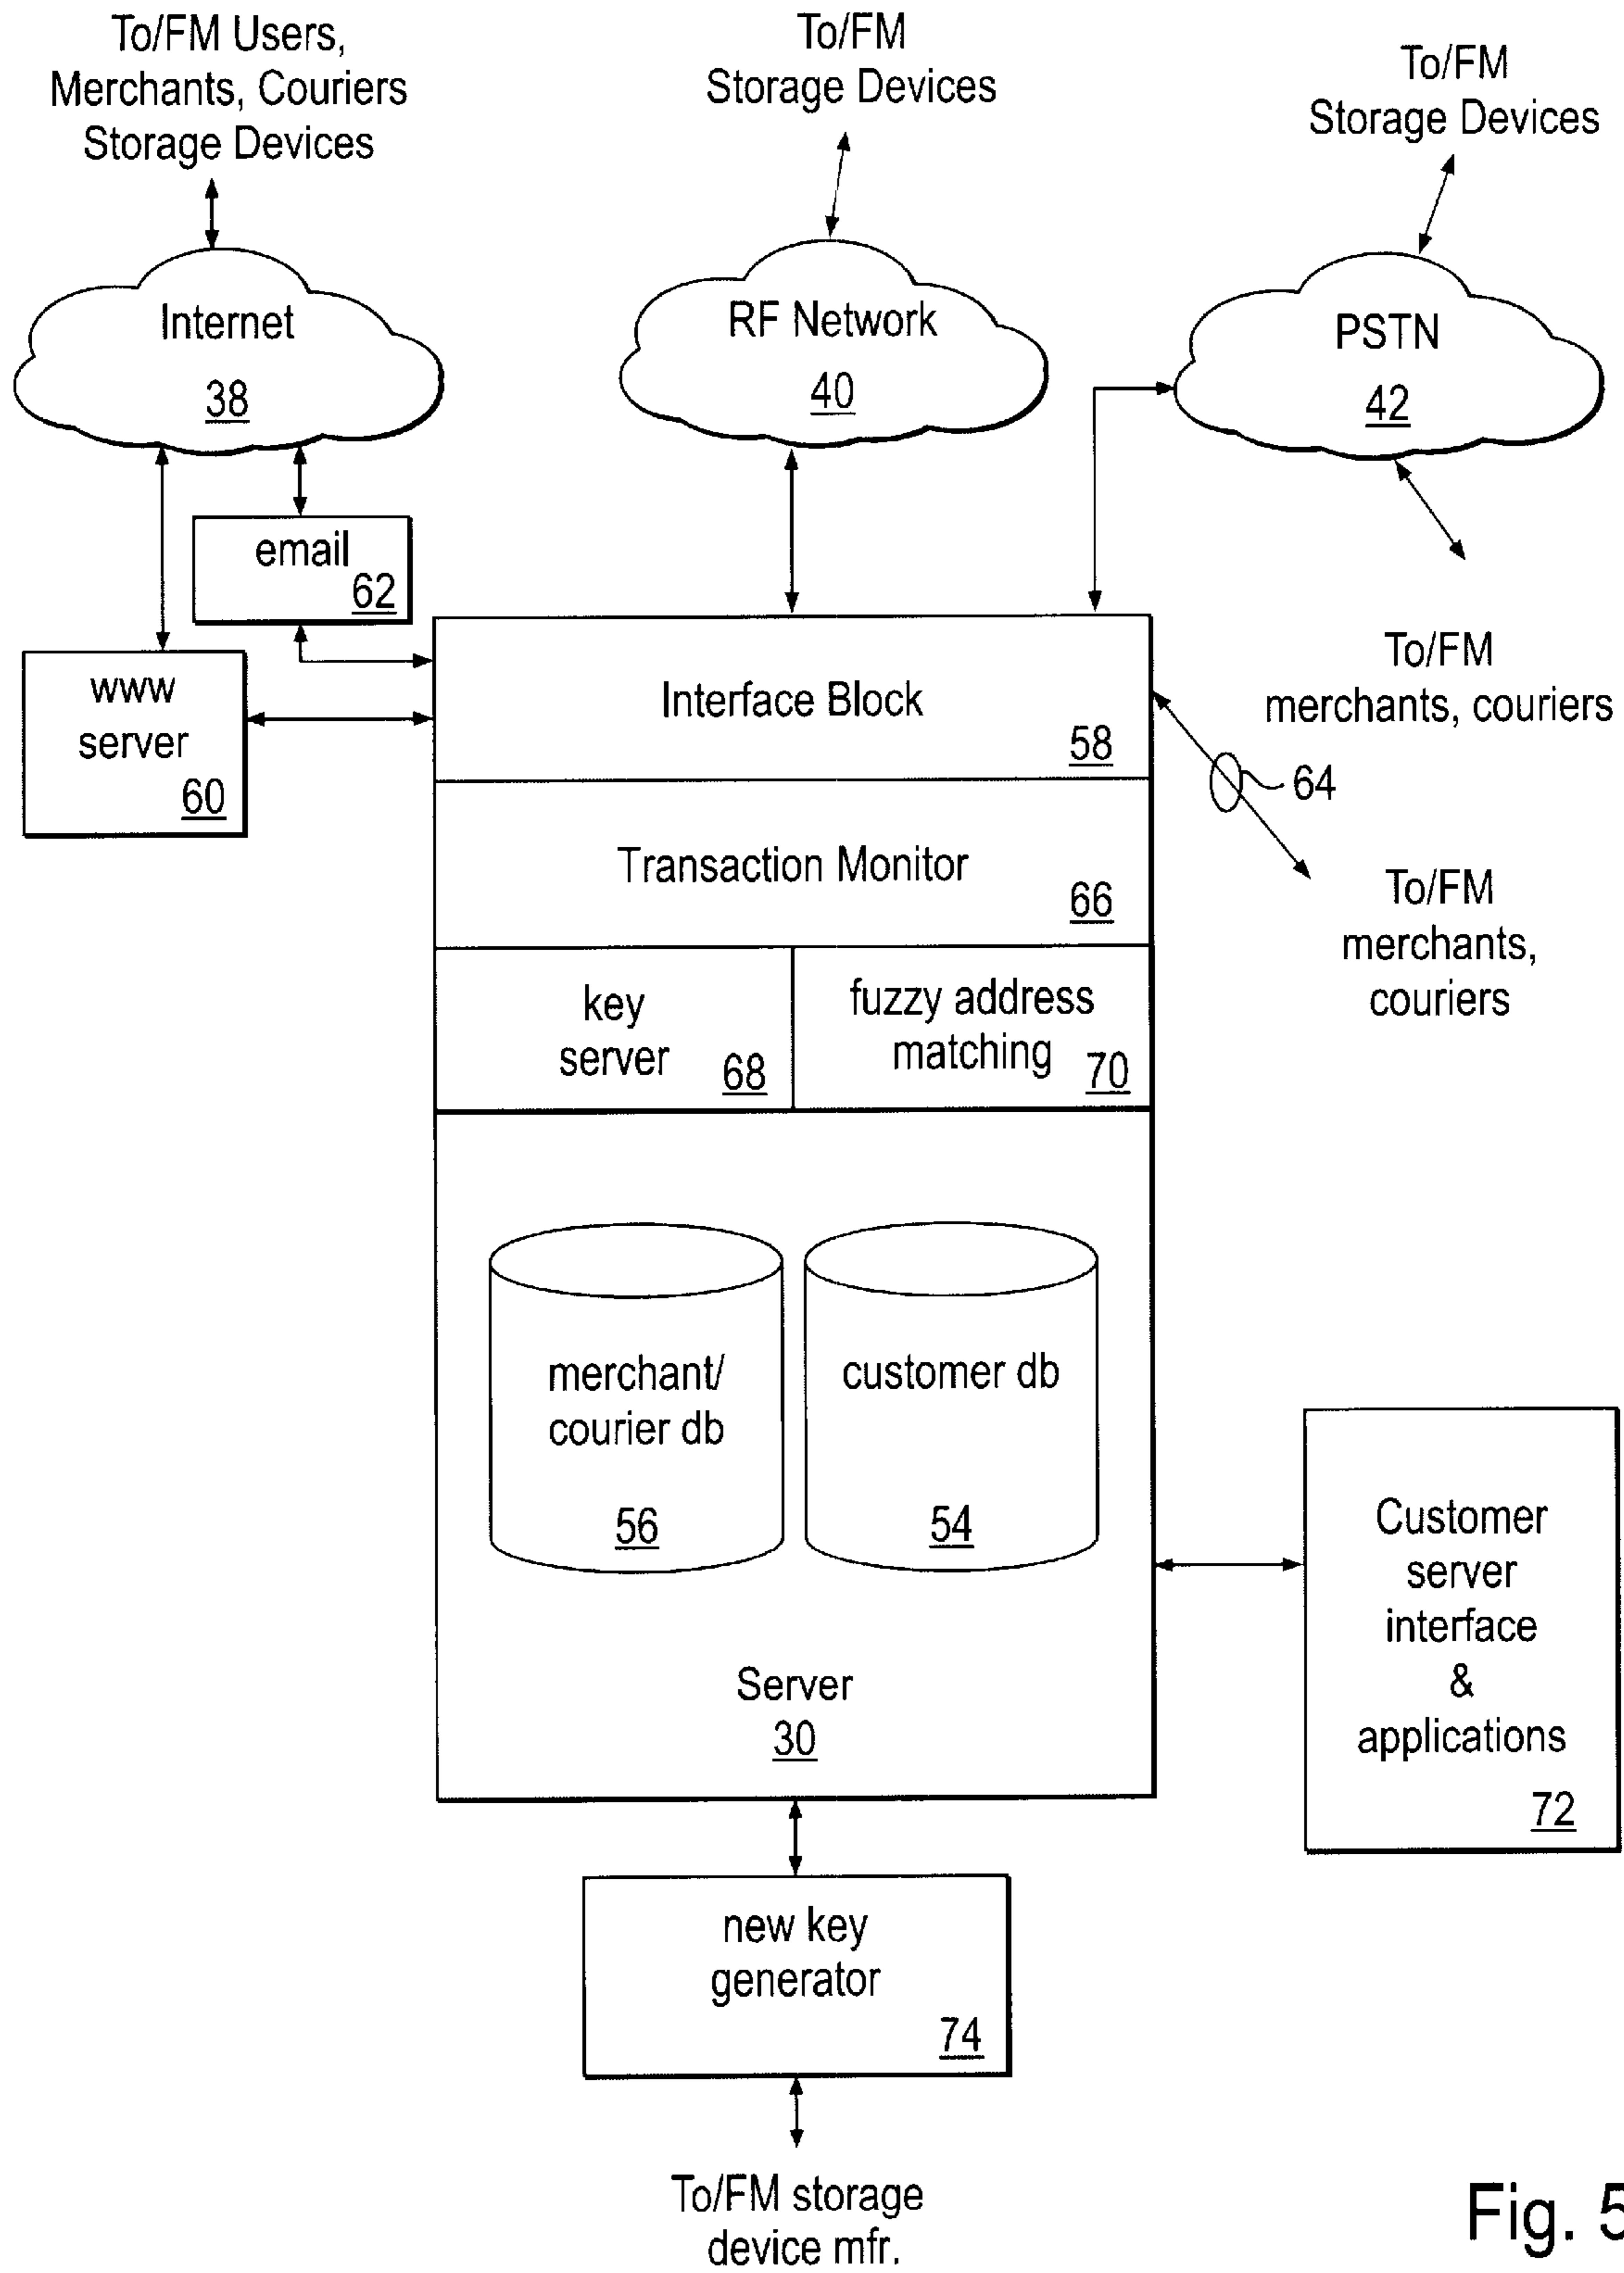 To/FM Users,
Merchants, Couriers
Storage Devices
To/FM
Storage Devices
To/FM
Storage Devices
Internet
38
RF Network
40
PSTN
42
email
62
www
server
60
Interface Block
58
To/FM
merchants, couriers
64
Transaction Monitor
66
To/FM
merchants,
couriers
key
server
68
fuzzy address
matching
70
merchant/
courier db
56
customer db
54
Customer
server
interface
&
applications
72
Server
30
new key
generator
74
To/FM storage
device mfr.
Fig. 5